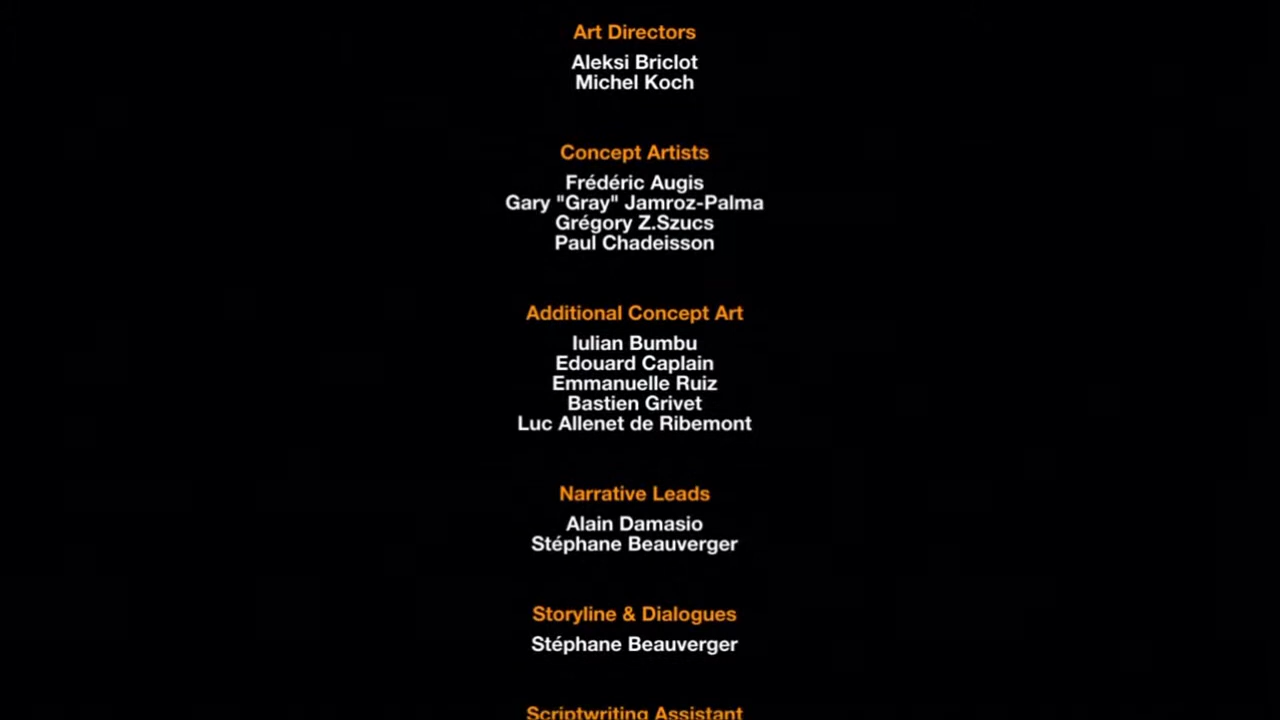 Art Directors
Aleksi Briclot
Michel Koch
Concept Artists
Frédéric Augis
Gary "Gray" Jamroz-Palma
Grégory Z.Szucs
Paul Chadeisson
Additional Concept Art
Iulian Bumbu
Edouard Caplain
Emmanuelle Ruiz
Bastien Grivet
Luc Allenet de Ribemont
Narrative Leads
Alain Damasio
Stéphane Beauverger
Storyline & Dialogues
Stéphane Beauverger
Scriptwriting Assistant